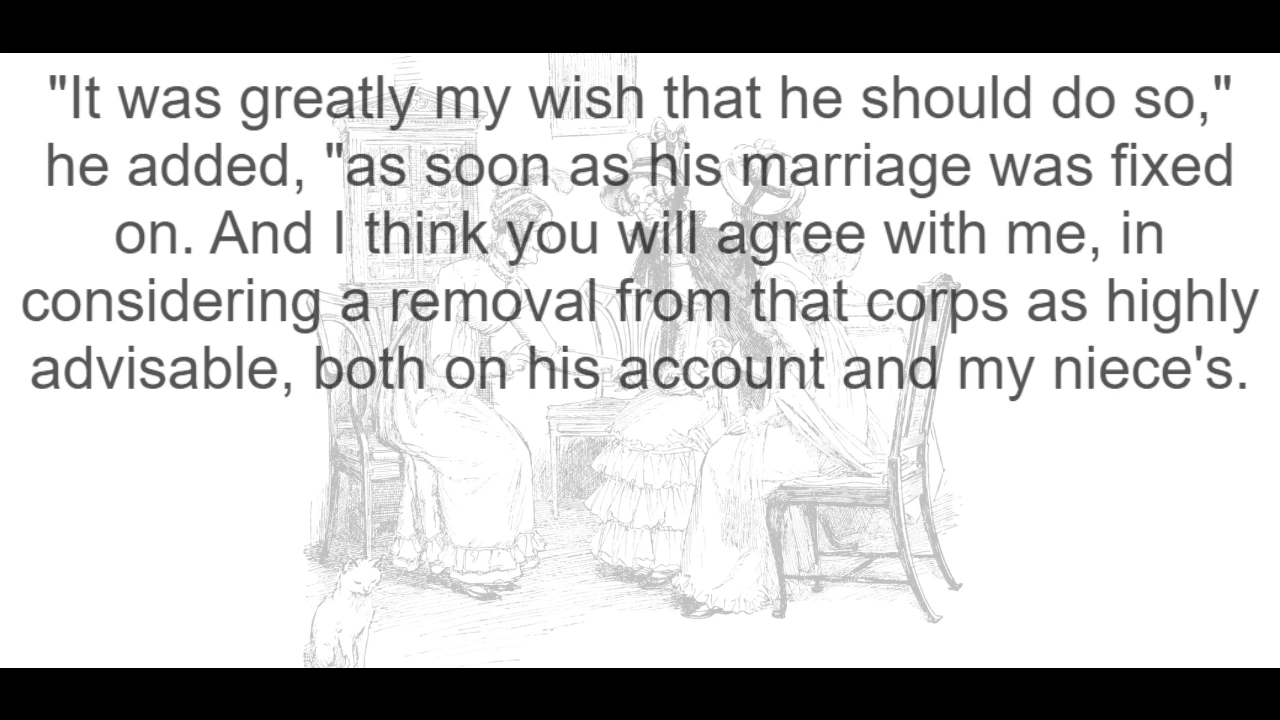 "It was greatly my wish that he should do so,"
he added, "as soon as his marriage was fixed
on. And I think you will agree with me, in
considering a removal from that corps as highly
advisable, both on his account and my niece's.